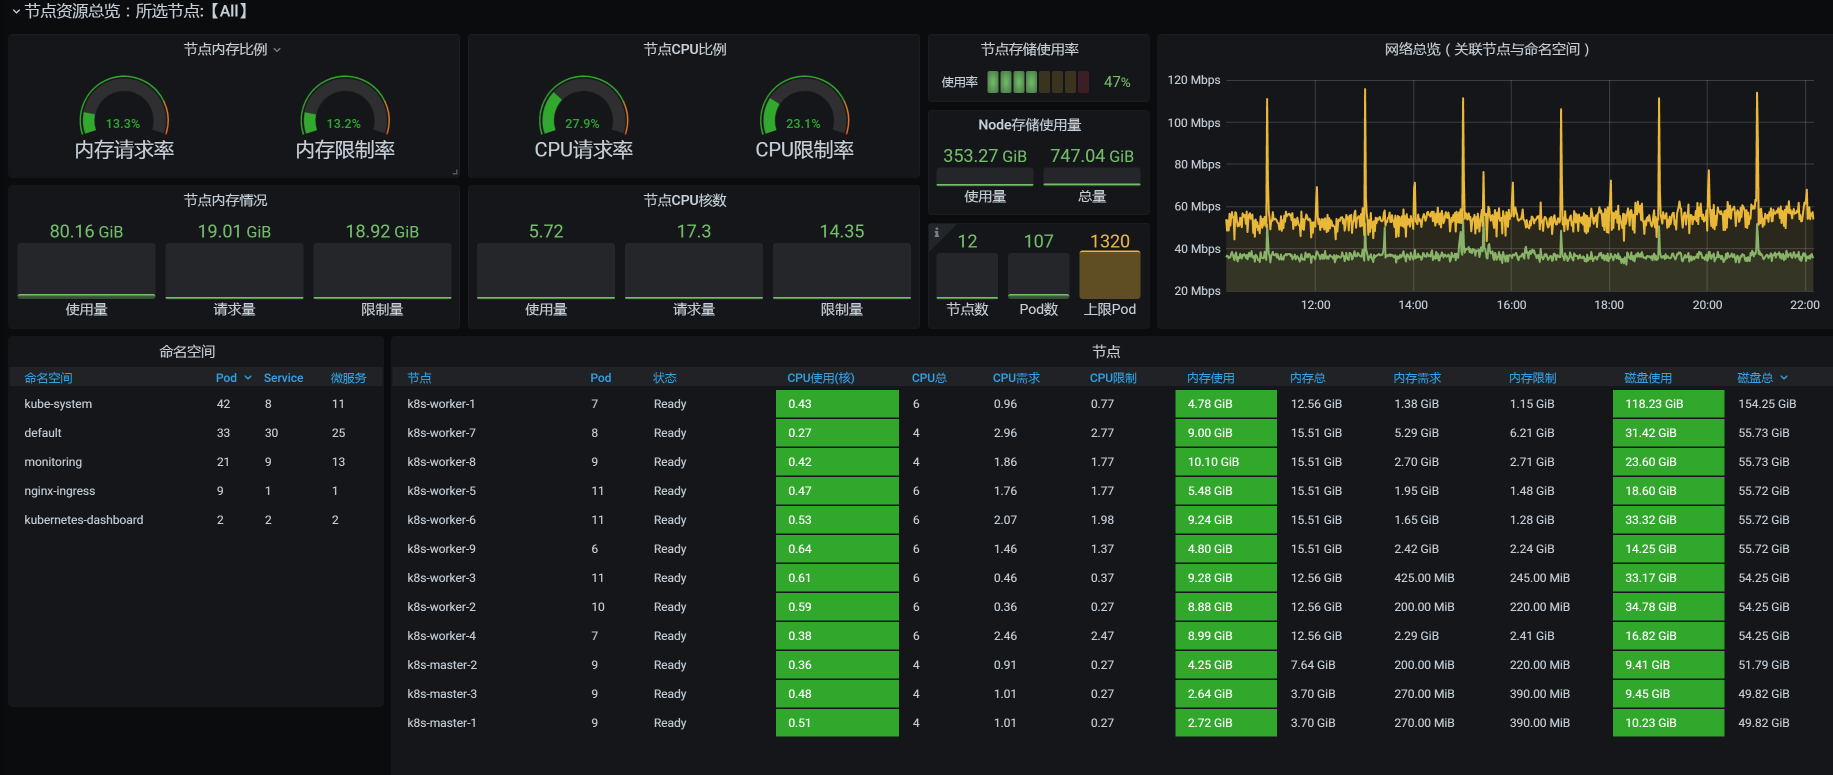 节点资源总览：所选节点:【All】
节点内存比例
13.3%
内存请求率
13.2%
内存限制率
节点CPU比例
27.9%
CPU请求率
23.1%
CPU限制率
节点存储使用率
使用率 47%
Node存储使用量
353.27 GiB 747.04 GiB
使用量 总量
网络总览（关联节点与命名空间）
120 Mbps
100 Mbps
80 Mbps
60 Mbps
40 Mbps
20 Mbps
12:00 14:00 16:00 18:00 20:00 22:00
节点内存情况
80.16 GiB 19.01 GiB 18.92 GiB
使用量 请求量 限制量
节点CPU核数
5.72 17.3 14.35
使用量 请求量 限制量
i
12 107 1320
节点数 Pod数 上限Pod
命名空间
命名空间 Pod Service 微服务
kube-system 42 8 11
default 33 30 25
monitoring 21 9 13
nginx-ingress 9 1 1
kubernetes-dashboard 2 2 2
节点
节点 Pod 状态 CPU使用(核) CPU总 CPU需求 CPU限制 内存使用 内存总 内存需求 内存限制 磁盘使用 磁盘总
k8s-worker-1 7 Ready 0.43 6 0.96 0.77 4.78 GiB 12.56 GiB 1.38 GiB 1.15 GiB 118.23 GiB 154.25 GiB
k8s-worker-7 8 Ready 0.27 4 2.96 2.77 9.00 GiB 15.51 GiB 5.29 GiB 6.21 GiB 31.42 GiB 55.73 GiB
k8s-worker-8 9 Ready 0.42 4 1.86 1.77 10.10 GiB 15.51 GiB 2.70 GiB 2.71 GiB 23.60 GiB 55.73 GiB
k8s-worker-5 11 Ready 0.47 6 1.76 1.77 5.48 GiB 15.51 GiB 1.95 GiB 1.48 GiB 18.60 GiB 55.72 GiB
k8s-worker-6 11 Ready 0.53 6 2.07 1.98 9.24 GiB 15.51 GiB 1.65 GiB 1.28 GiB 33.32 GiB 55.72 GiB
k8s-worker-9 6 Ready 0.64 6 1.46 1.37 4.80 GiB 15.51 GiB 2.42 GiB 2.24 GiB 14.25 GiB 55.72 GiB
k8s-worker-3 11 Ready 0.61 6 0.46 0.37 9.28 GiB 12.56 GiB 425.00 MiB 245.00 MiB 33.17 GiB 54.25 GiB
k8s-worker-2 10 Ready 0.59 6 0.36 0.27 8.88 GiB 12.56 GiB 200.00 MiB 220.00 MiB 34.78 GiB 54.25 GiB
k8s-worker-4 7 Ready 0.38 6 2.46 2.47 8.99 GiB 12.56 GiB 2.29 GiB 2.41 GiB 16.82 GiB 54.25 GiB
k8s-master-2 9 Ready 0.36 4 0.91 0.27 4.25 GiB 7.64 GiB 200.00 MiB 220.00 MiB 9.41 GiB 51.79 GiB
k8s-master-3 9 Ready 0.48 4 1.01 0.27 2.64 GiB 3.70 GiB 270.00 MiB 390.00 MiB 9.45 GiB 49.82 GiB
k8s-master-1 9 Ready 0.51 4 1.01 0.27 2.72 GiB 3.70 GiB 270.00 MiB 390.00 MiB 10.23 GiB 49.82 GiB